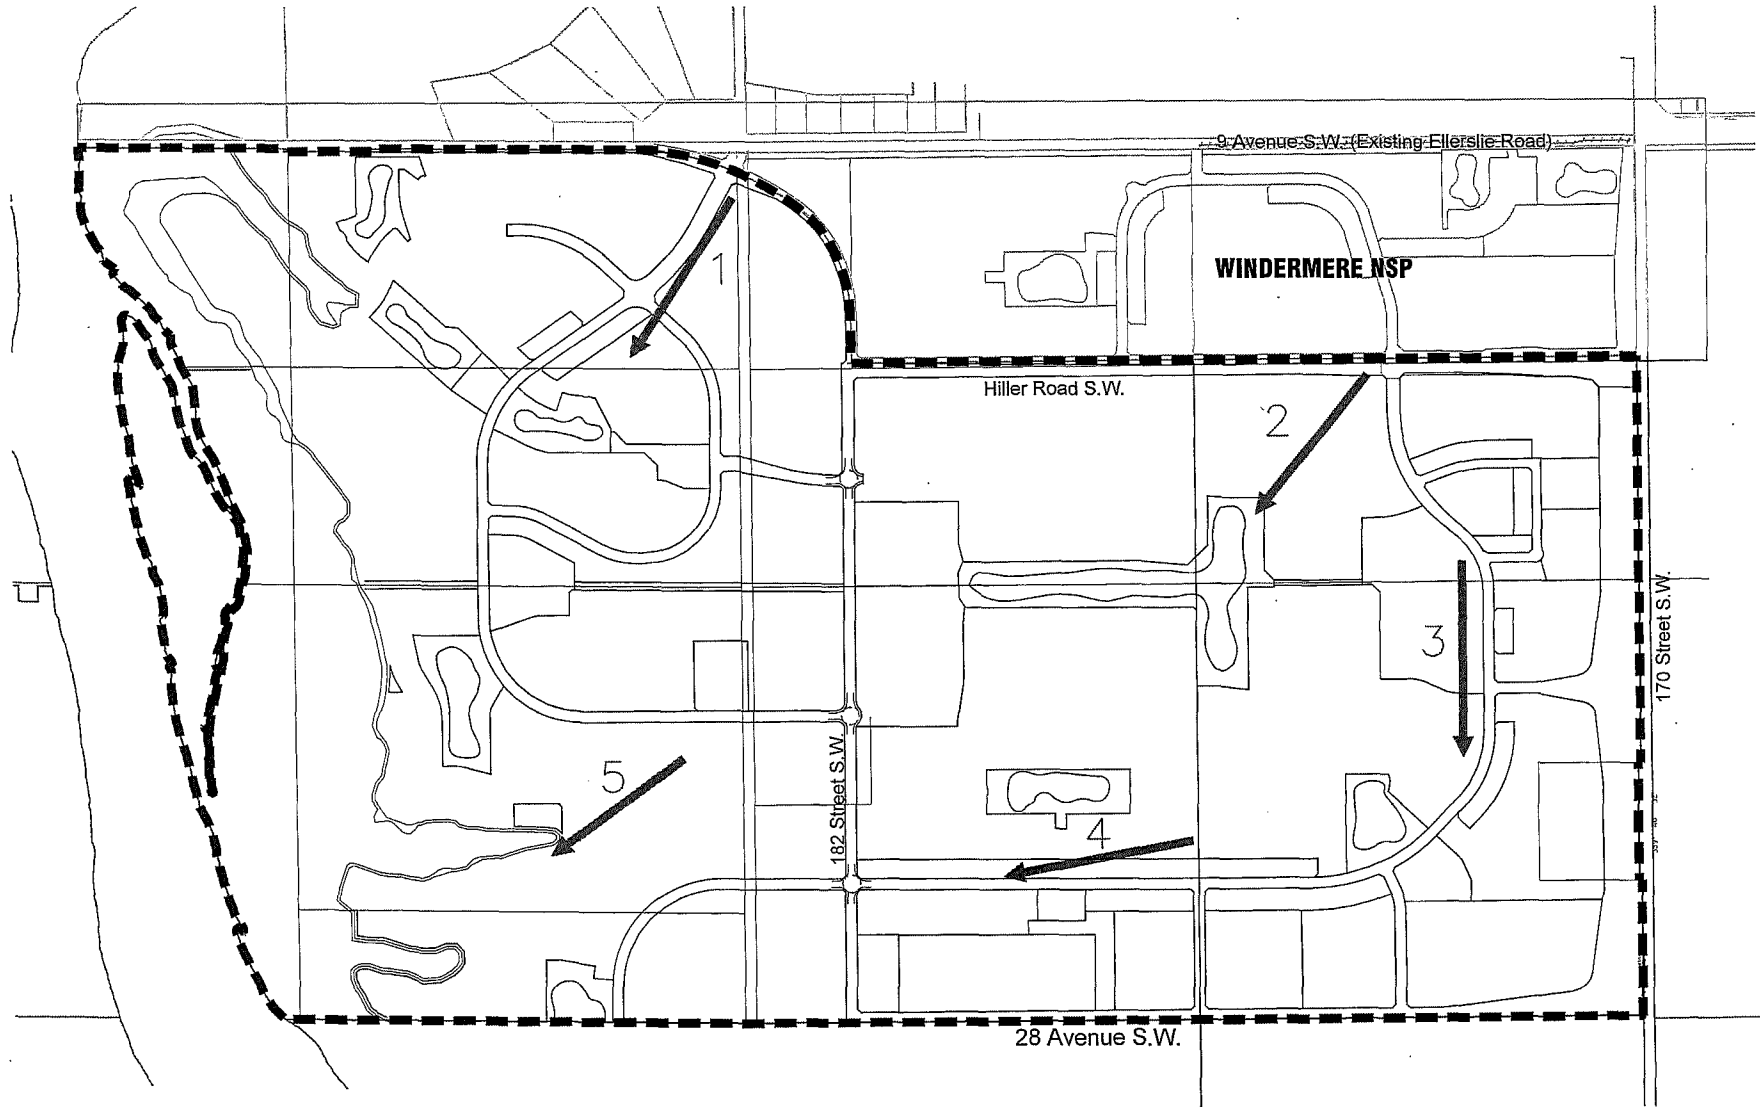 9 Avenue S.W. (Existing Ellerslie Road)
1
WINDERMERE NSP
Hiller Road S.W.
2
3
170 Street S.W.
182 Street S.W.
5
4
28 Avenue S.W.